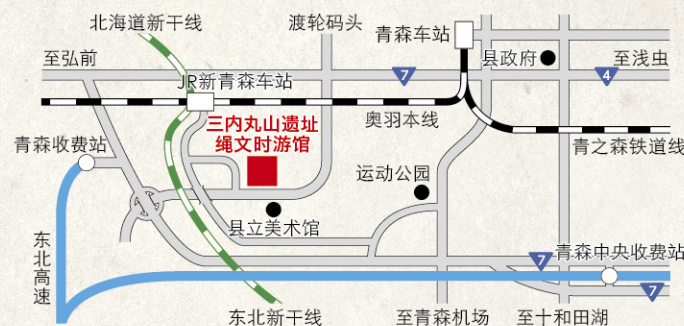 北海道新干线
渡轮码头
青森车站
县政府
至弘前
至浅虫
7
4
JR新青森车站
三内丸山遗址
绳文时游馆
奥羽本线
青森收费站
青之森铁道线
运动公园
县立美术馆
东北高速
7
青森中央收费站
7
东北新干线
至青森机场
至十和田湖